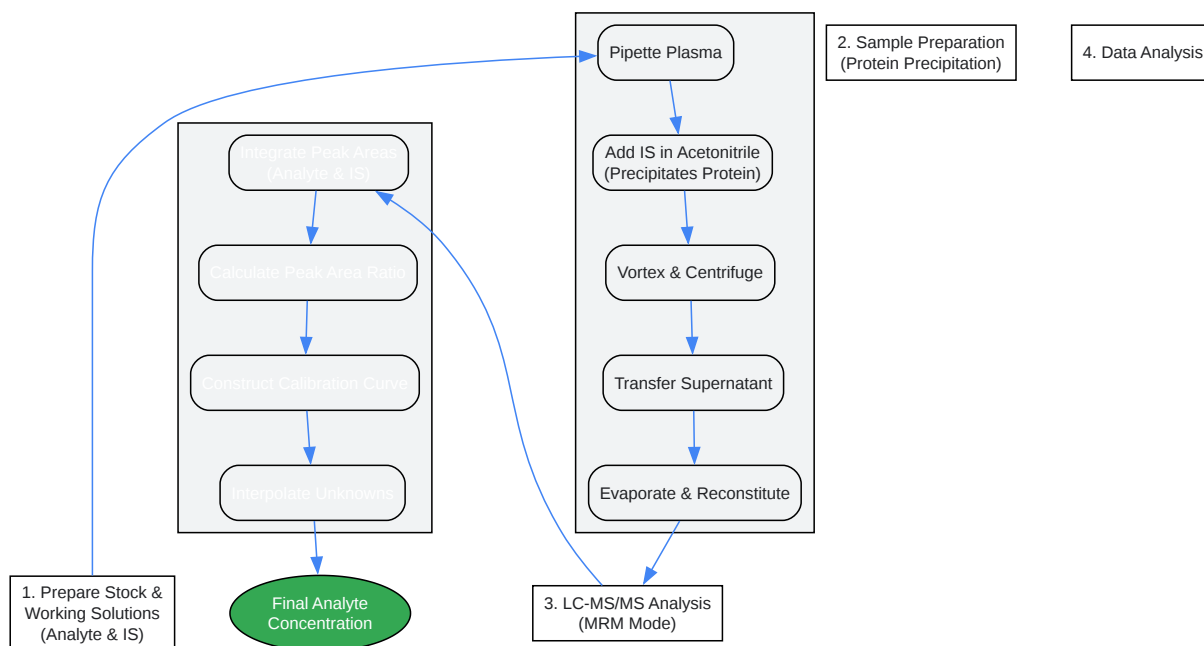 Pipette Plasma
2. Sample Preparation
(Protein Precipitation)
4. Data Analysis
Integrate Peak Areas
(Analyte & IS)
Add IS in Acetonitrile
(Precipitates Protein)
Calculate Peak Area Ratio
Vortex & Centrifuge
Construct Calibration Curve
Transfer Supernatant
Interpolate Unknowns
Evaporate & Reconstitute
1. Prepare Stock &
Working Solutions
(Analyte & IS)
Final Analyte
Concentration
3. LC-MS/MS Analysis
(MRM Mode)